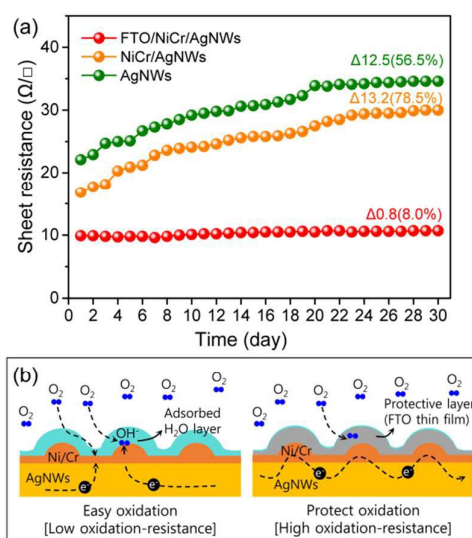 (a)
FTO/NiCr/AgNWs
NiCr/AgNWs
AgNWs
Δ12.5(56.5%)
Δ13.2(78.5%)
Δ0.8(8.0%)
Sheet resistance (Ω/□)
40
30
20
10
0
0 2 4 6 8 10 12 14 16 18 20 22 24 26 28 30
Time (day)
(b)
O2 O2 O2 O2 O2 O2
OH⁻
Adsorbed
H2O layer
Ni/Cr
AgNWs
e⁻ e⁻
Easy oxidation
[Low oxidation-resistance]
O2 O2 O2 O2 O2 O2
Protective layer
(FTO thin film)
Ni/Cr
AgNWs
e⁻ e⁻
Protect oxidation
[High oxidation-resistance]